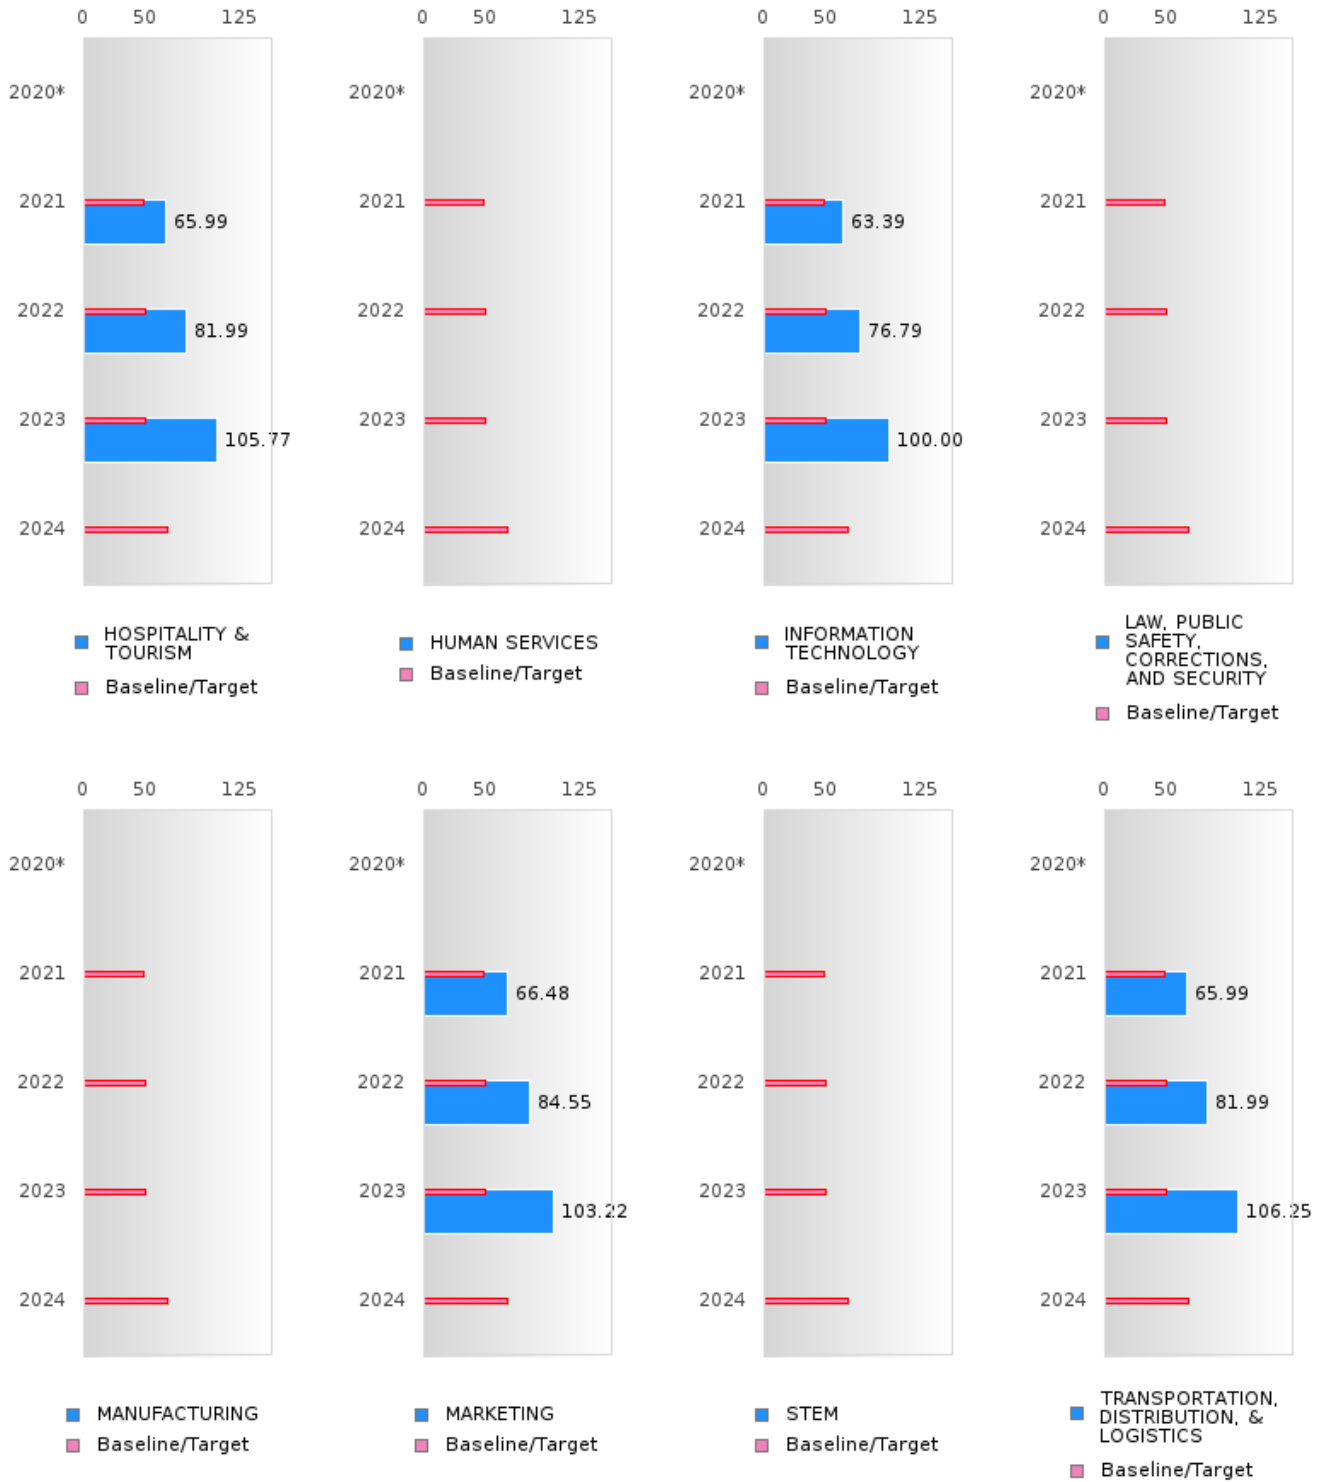 0 50 125 0 50 125 0 50 125 0 50 125
2020* 2020* 2020* 2020*
2021 65.99 2021 2021 63.39 2021
2022 81.99 2022 2022 76.79 2022
2023 105.77 2023 2023 100.00 2023
2024 2024 2024 2024
HOSPITALITY &
TOURISM
Baseline/Target
HUMAN SERVICES
Baseline/Target
INFORMATION
TECHNOLOGY
Baseline/Target
LAW, PUBLIC
SAFETY,
CORRECTIONS,
AND SECURITY
Baseline/Target
0 50 125 0 50 125 0 50 125 0 50 125
2020* 2020* 2020* 2020*
2021 2021 66.48 2021 2021 65.99
2022 2022 84.55 2022 2022 81.99
2023 2023 103.22 2023 2023 106.25
2024 2024 2024 2024
MANUFACTURING
Baseline/Target
MARKETING
Baseline/Target
STEM
Baseline/Target
TRANSPORTATION,
DISTRIBUTION, &
LOGISTICS
Baseline/Target